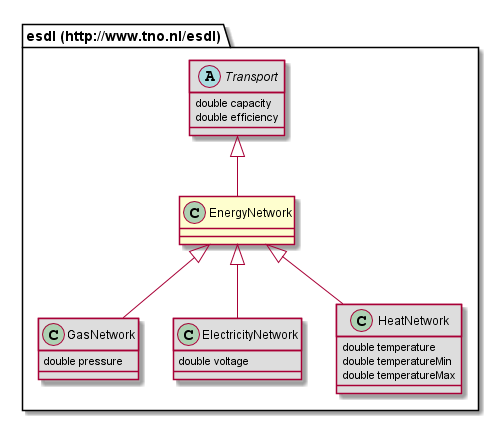 esdl (http://www.tno.nl/esdl)
A Transport
double capacity
double efficiency
C EnergyNetwork
C GasNetwork
double pressure
C ElectricityNetwork
double voltage
C HeatNetwork
double temperature
double temperatureMin
double temperatureMax